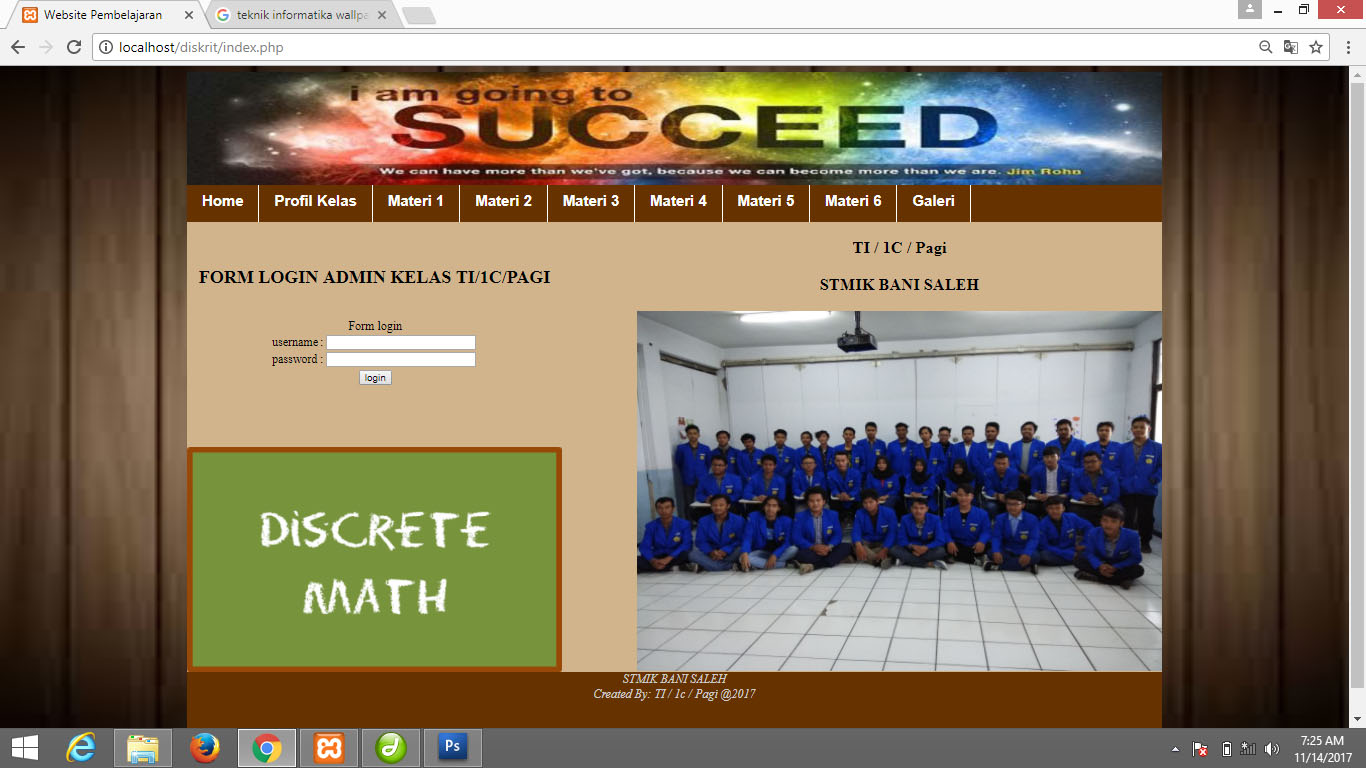 Website Pembelajaran
teknik informatika wallpa
localhost/diskrit/index.php
i am going to
SUCCEED
We can have more than we've got, because we can become more than we are. Jim Rohn
Home Profil Kelas Materi 1 Materi 2 Materi 3 Materi 4 Materi 5 Materi 6 Galeri
TI / 1C / Pagi
STMIK BANI SALEH
FORM LOGIN ADMIN KELAS TI/1C/PAGI
Form login
username :
password :
login
DISCRETE
MATH
STMIK BANI SALEH
Created By: TI / 1c / Pagi @2017
Ps
7:25 AM
11/14/2017